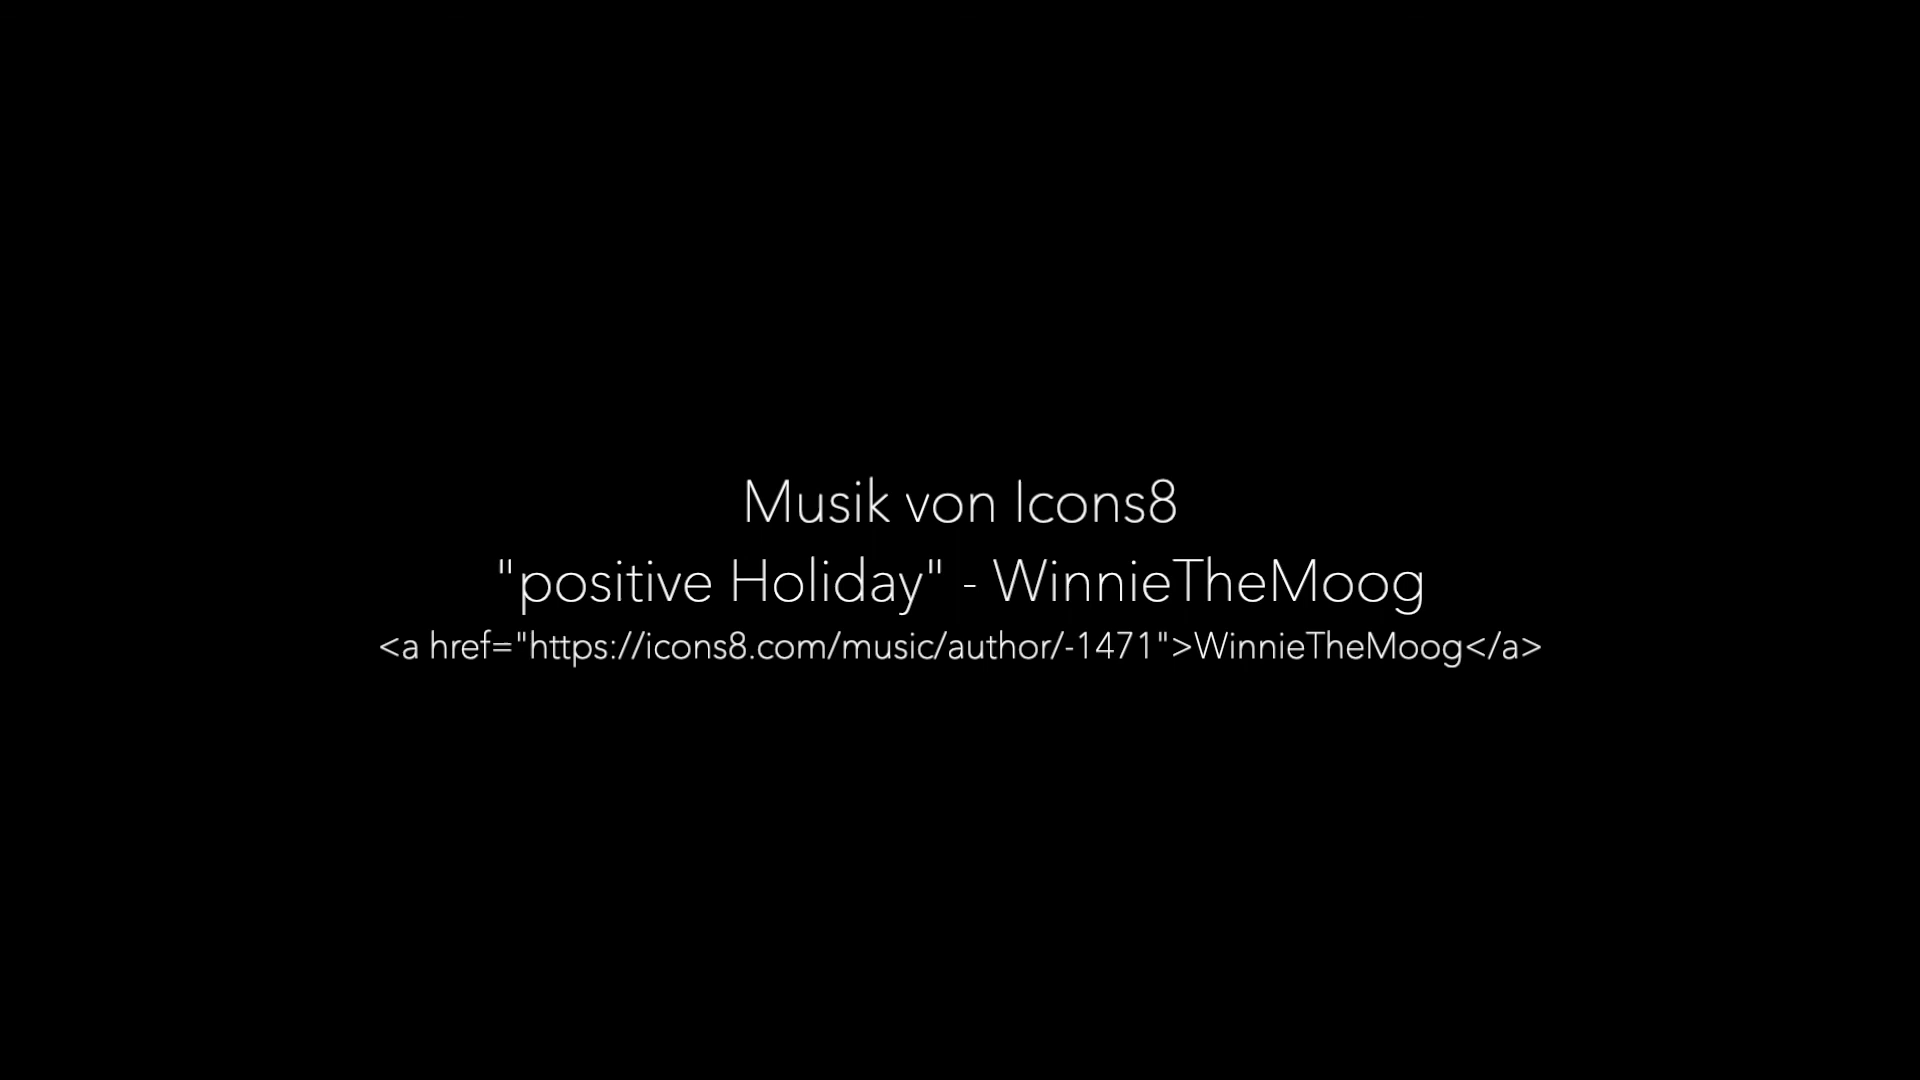 Musik von Icons8
"positive Holiday" - WinnieTheMoog
<a href="https://icons8.com/music/author/-1471">WinnieTheMoog</a>